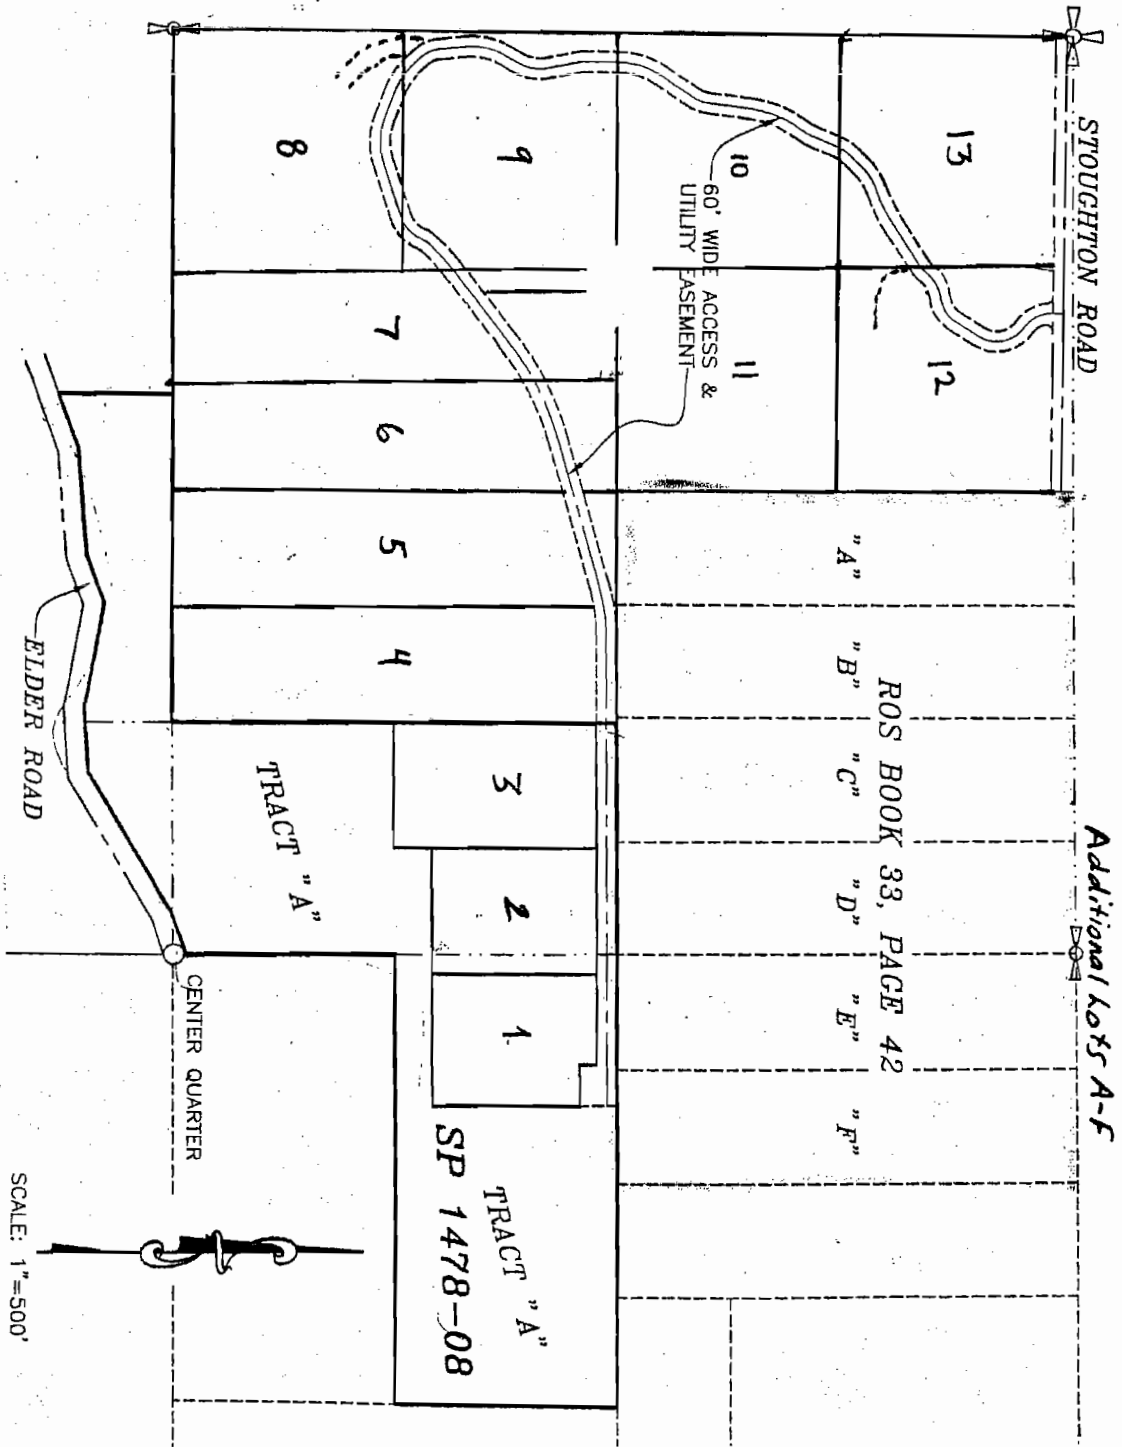 STOUGHTON ROAD
13
12
10
11
60' WIDE ACCESS &
UTILITY EASEMENT
9
8
7
6
5
4
3
2
1
"A"
"B"
"C"
"D"
"E"
"F"
ROS BOOK 33, PAGE 42
Additional Lots A-F
TRACT "A"
TRACT "A"
SP 1478-08
ELDER ROAD
CENTER QUARTER
SCALE: 1"=500'